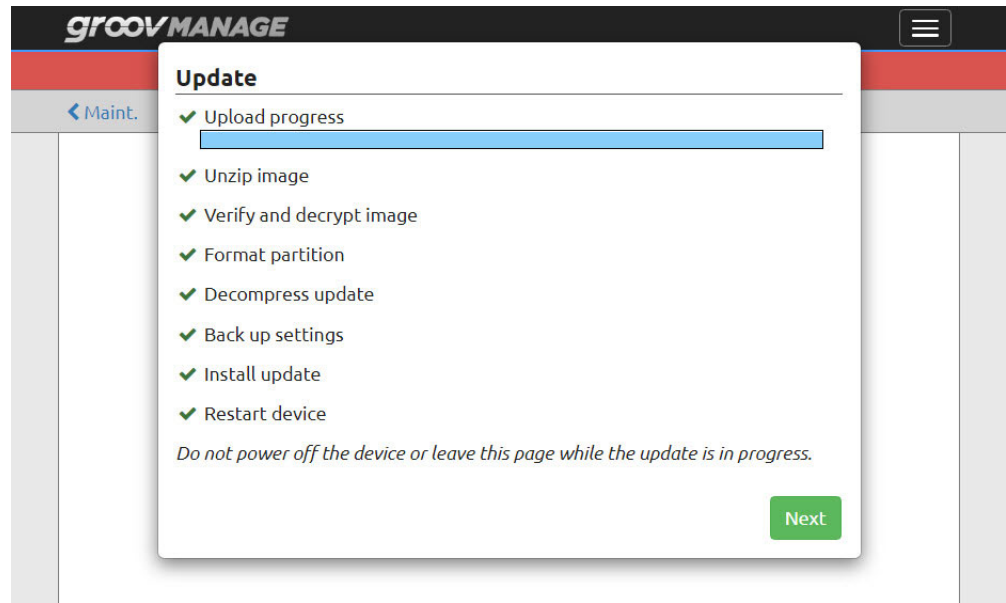 groov MANAGE
Update
Maint.
Upload progress
Unzip image
Verify and decrypt image
Format partition
Decompress update
Back up settings
Install update
Restart device
Do not power off the device or leave this page while the update is in progress.
Next